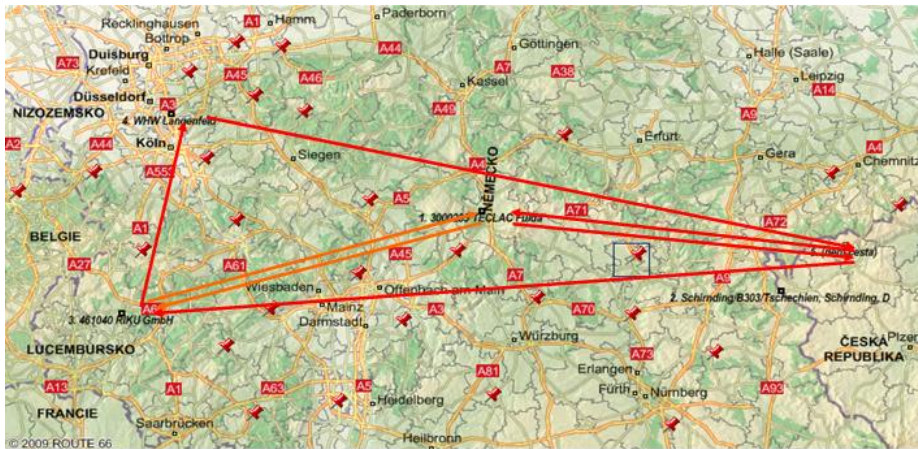 Recklinghausen
A1
Hamm
Paderborn
Bottrop
Göttingen
Duisburg
A44
A73
A7
A38
Halle (Saale)
Krefeld
A45
A46
Kassel
Leipzig
A14
Düsseldorf
A49
NIZOZEMSKO
A3
A9
4. WHW Langenfeld
A2
A44
Köln
Siegen
Erfurt
Gera
A4
A553
A4
Chemnitz
NĚMECKO
A5
A71
A72
1. 3000253 TECLAC Fulda
BELGIE
A1
A27
A61
A45
A7
A9
Wiesbaden
Offenbach am Main
2. Schirnding/B303/Tschechien, Schirnding, D
Mainz
A3
A70
3. 461040 RIKU GmbH
Darmstadt
Würzburg
ČESKÁ
REPUBLIKA
Plzeň
LUCEMBURSKO
A73
Erlangen
A13
A1
A63
A5
A81
A93
Fürth
Nürnberg
Heidelberg
FRANCIE
Saarbrücken
Heilbronn
© 2009 ROUTE 66